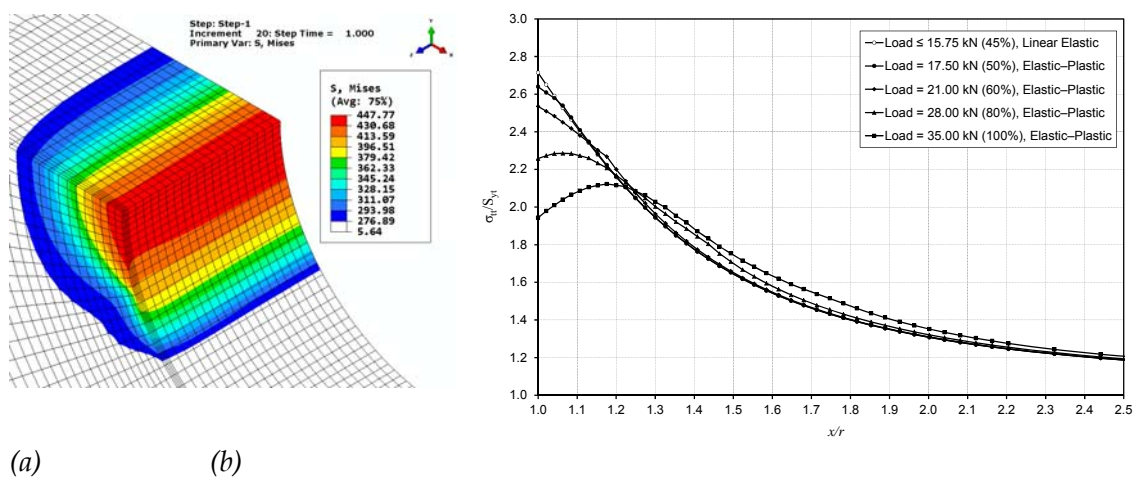 Step: Step-1
Increment 20: Step Time = 1.000
Primary Var: S, Mises
S, Mises
(Avg: 75%)
447.77
430.68
413.59
396.51
379.42
362.33
345.24
328.15
311.07
293.98
276.89
5.64
3.0
2.8
2.6
2.4
2.2
2.0
1.8
1.6
1.4
1.2
1.0
σtt/Syt
Load ≤ 15.75 kN (45%), Linear Elastic
Load = 17.50 kN (50%), Elastic–Plastic
Load = 21.00 kN (60%), Elastic–Plastic
Load = 28.00 kN (80%), Elastic–Plastic
Load = 35.00 kN (100%), Elastic–Plastic
1.0 1.1 1.2 1.3 1.4 1.5 1.6 1.7 1.8 1.9 2.0 2.1 2.2 2.3 2.4 2.5
x/r
(a) (b)